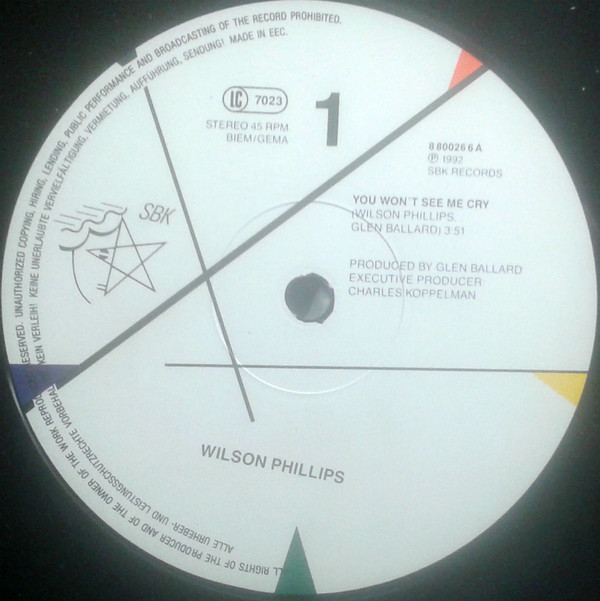 RESERVED. UNAUTHORIZED COPYING, HIRING, LENDING, PUBLIC PERFORMANCE AND BROADCASTING OF THE RECORD PROHIBITED.
KEIN VERLEIH! KEINE UNERLAUBTE VERVIELFÄLTIGUNG, VERMIETUNG, AUFFÜHRUNG, SENDUNG! MADE IN EEC.
LC 7023
STEREO 45 RPM
BIEM/GEMA
1
8 80026 6 A
Ⓟ 1992
SBK RECORDS
SBK
YOU WON´T SEE ME CRY
(WILSON PHILLIPS,
GLEN BALLARD) 3:51
PRODUCED BY GLEN BALLARD
EXECUTIVE PRODUCER:
CHARLES KOPPELMAN
WILSON PHILLIPS
ALL RIGHTS OF THE PRODUCER AND OF THE OWNER OF THE WORK
ALLE URHEBER- UND LEISTUNGSSCHUTZRECHTE